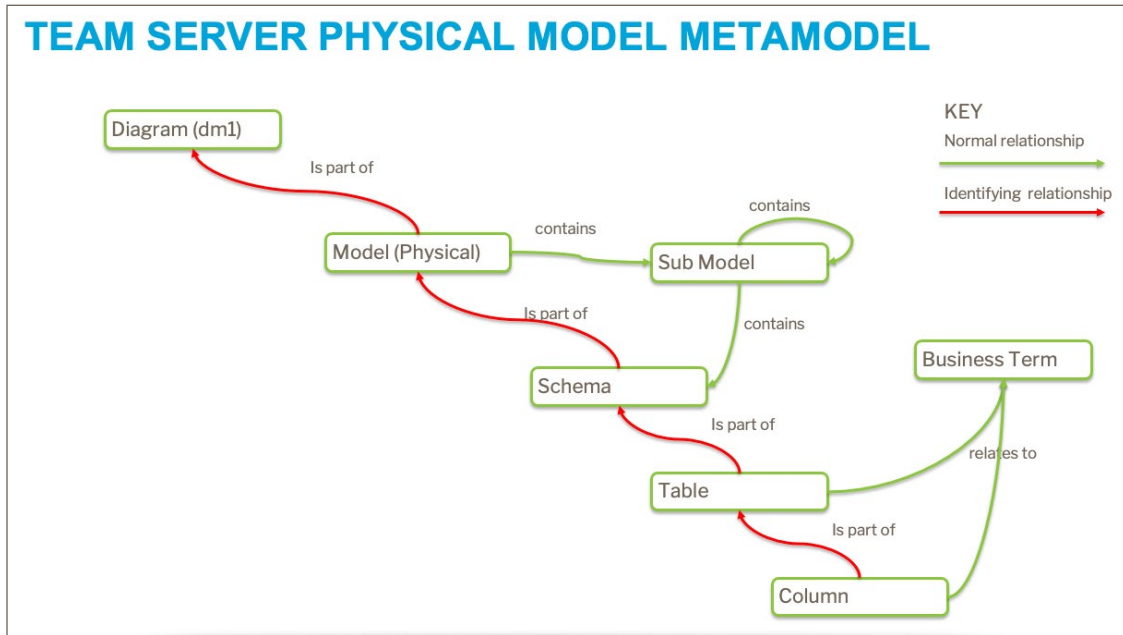 TEAM SERVER PHYSICAL MODEL METAMODEL
KEY
Diagram (dm1)
Normal relationship
Is part of
Identifying relationship
contains
contains
Model (Physical)
Sub Model
Is part of
contains
Business Term
Schema
Is part of
relates to
Table
Is part of
Column